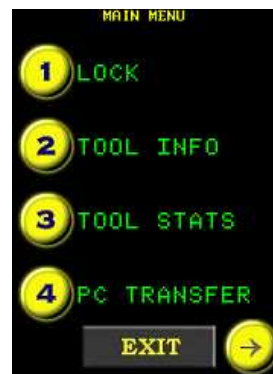 MAIN MENU
1 LOCK
2 TOOL INFO
3 TOOL STATS
4 PC TRANSFER
EXIT